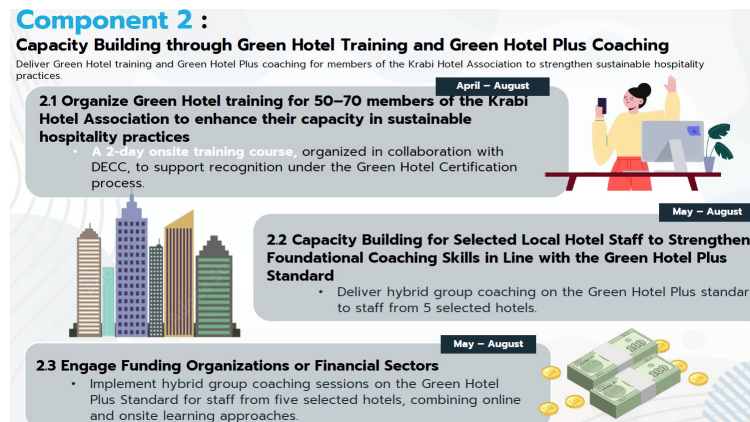 Component 2 :
Capacity Building through Green Hotel Training and Green Hotel Plus Coaching
Deliver Green Hotel training and Green Hotel Plus coaching for members of the Krabi Hotel Association to strengthen sustainable hospitality
practices.
April – August
2.1 Organize Green Hotel training for 50–70 members of the Krabi
Hotel Association to enhance their capacity in sustainable
hospitality practices
• A 2-day onsite training course, organized in collaboration with
DECC, to support recognition under the Green Hotel Certification
process.
May – August
2.2 Capacity Building for Selected Local Hotel Staff to Strengthen
Foundational Coaching Skills in Line with the Green Hotel Plus
Standard
• Deliver hybrid group coaching on the Green Hotel Plus standar
to staff from 5 selected hotels.
May – August
2.3 Engage Funding Organizations or Financial Sectors
• Implement hybrid group coaching sessions on the Green Hotel
Plus Standard for staff from five selected hotels, combining online
and onsite learning approaches.